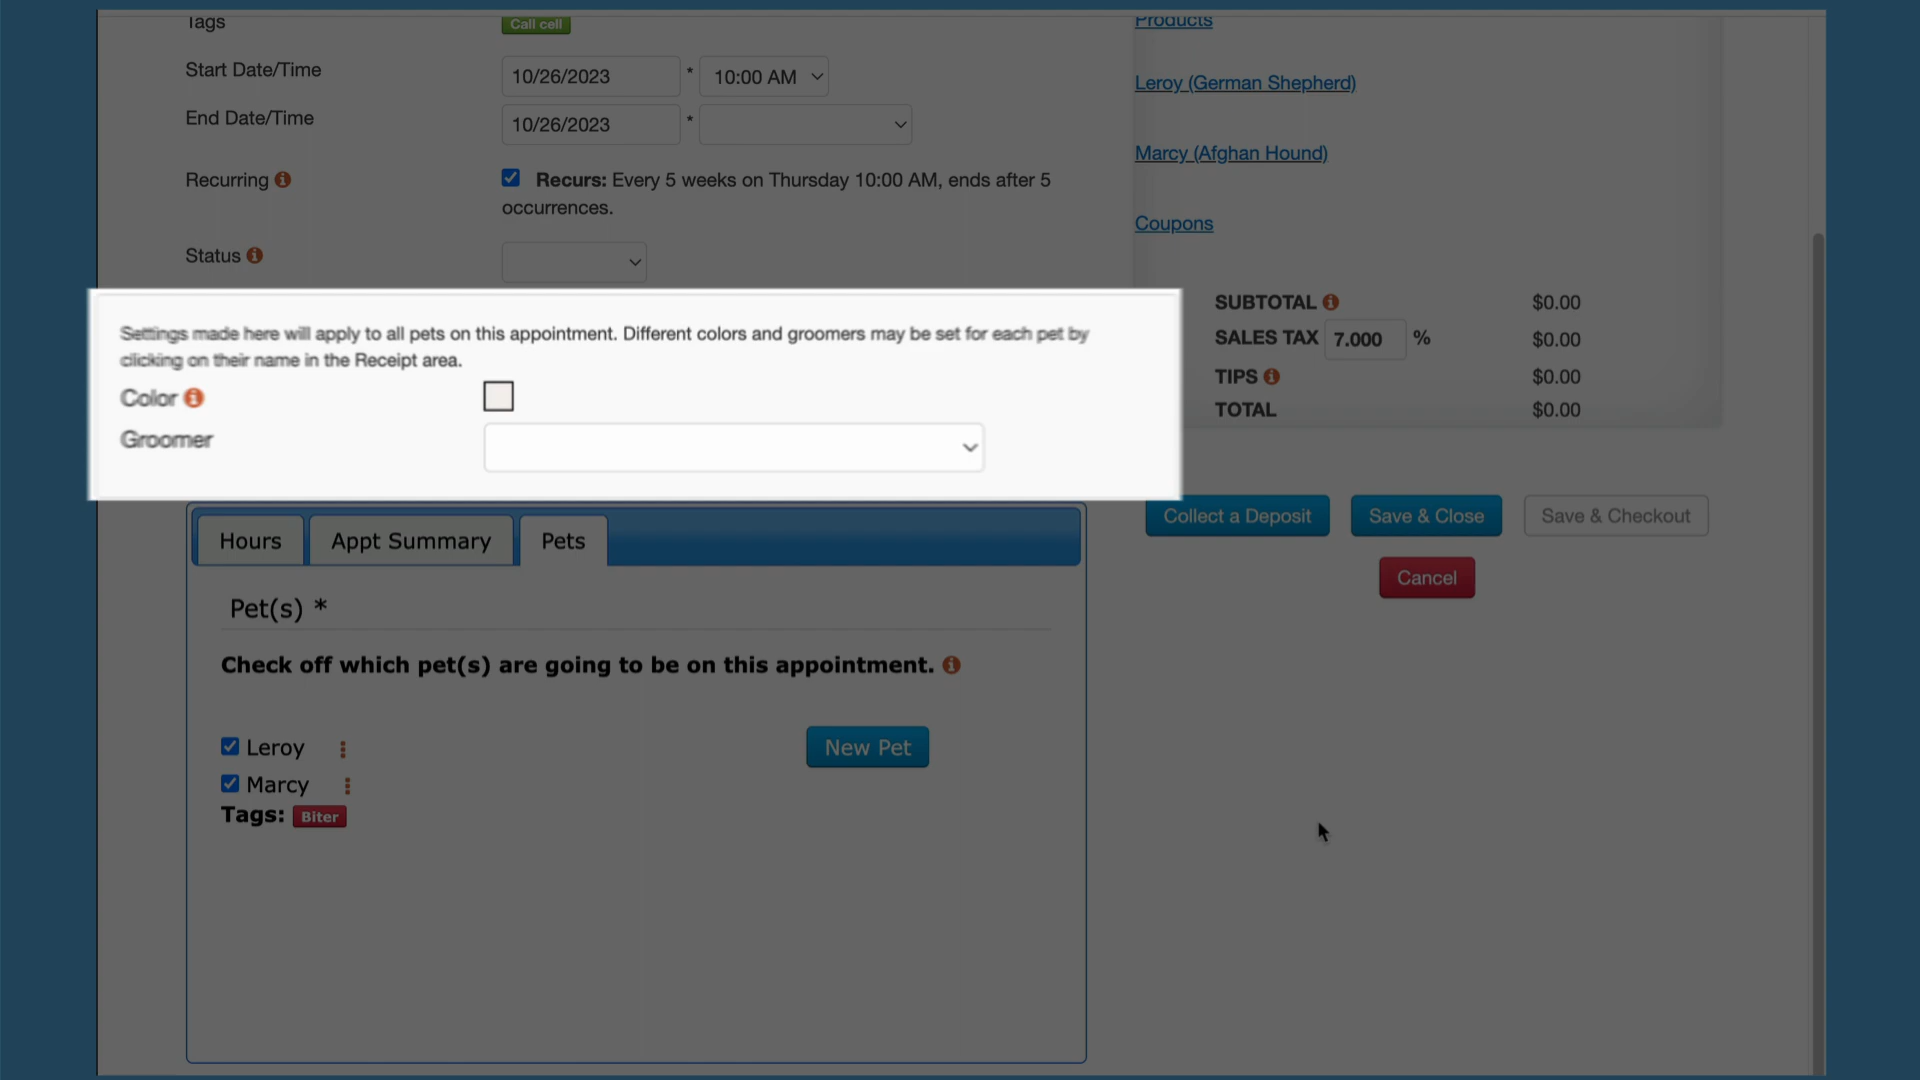 Tags
Call cell
Start Date/Time
10/26/2023 * 10:00 AM
End Date/Time
10/26/2023 *
Recurring
Recurs: Every 5 weeks on Thursday 10:00 AM, ends after 5
occurrences.
Status
Settings made here will apply to all pets on this appointment. Different colors and groomers may be set for each pet by
clicking on their name in the Receipt area.
Color
Groomer
Hours
Appt Summary
Pets
Pet(s) *
Check off which pet(s) are going to be on this appointment.
Leroy
Marcy
Tags: Biter
New Pet
Products
Leroy (German Shepherd)
Marcy (Afghan Hound)
Coupons
SUBTOTAL $0.00
SALES TAX 7.000 % $0.00
TIPS $0.00
TOTAL $0.00
Collect a Deposit
Save & Close
Save & Checkout
Cancel